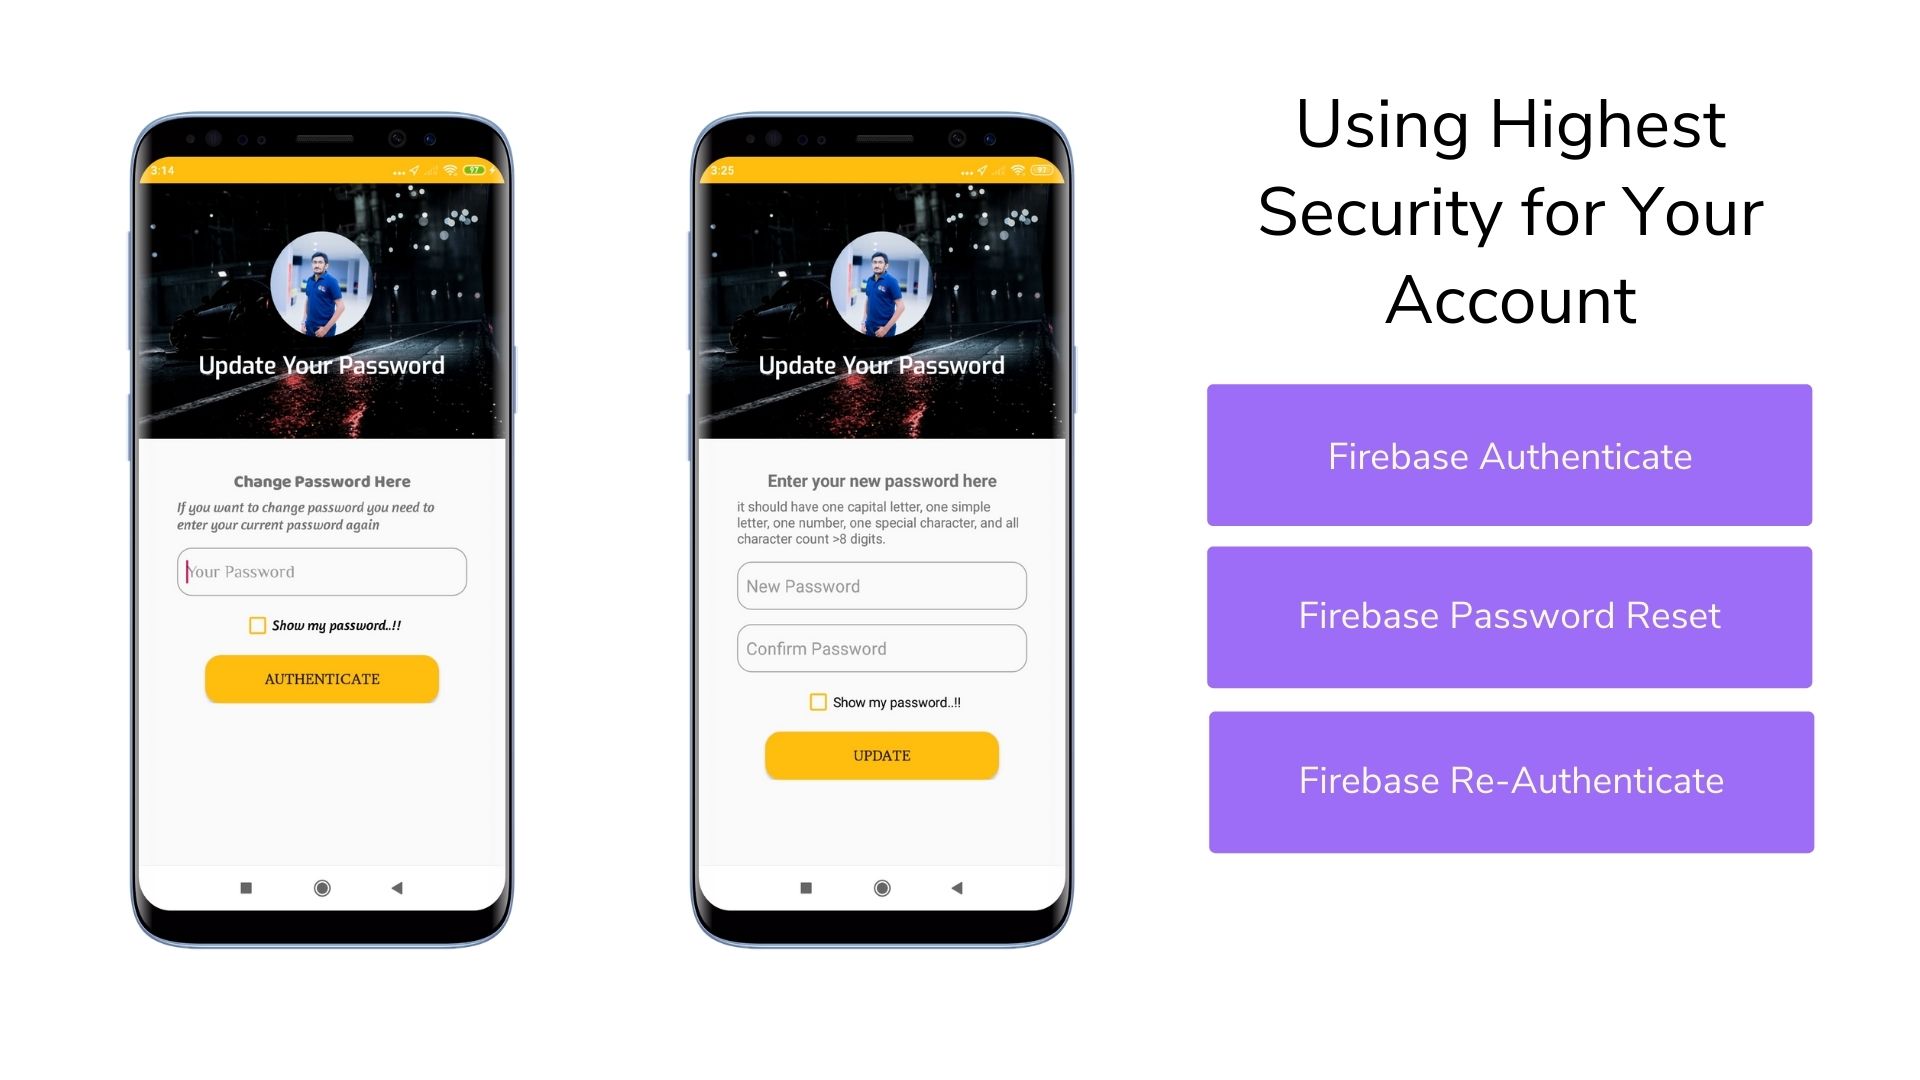 3:14
97
Update Your Password
Change Password Here
If you want to change password you need to
enter your current password again
Your Password
Show my password..!!
AUTHENTICATE
3:25
97
Update Your Password
Enter your new password here
it should have one capital letter, one simple
letter, one number, one special character, and all
character count >8 digits.
New Password
Confirm Password
Show my password..!!
UPDATE
Using Highest
Security for Your
Account
Firebase Authenticate
Firebase Password Reset
Firebase Re-Authenticate